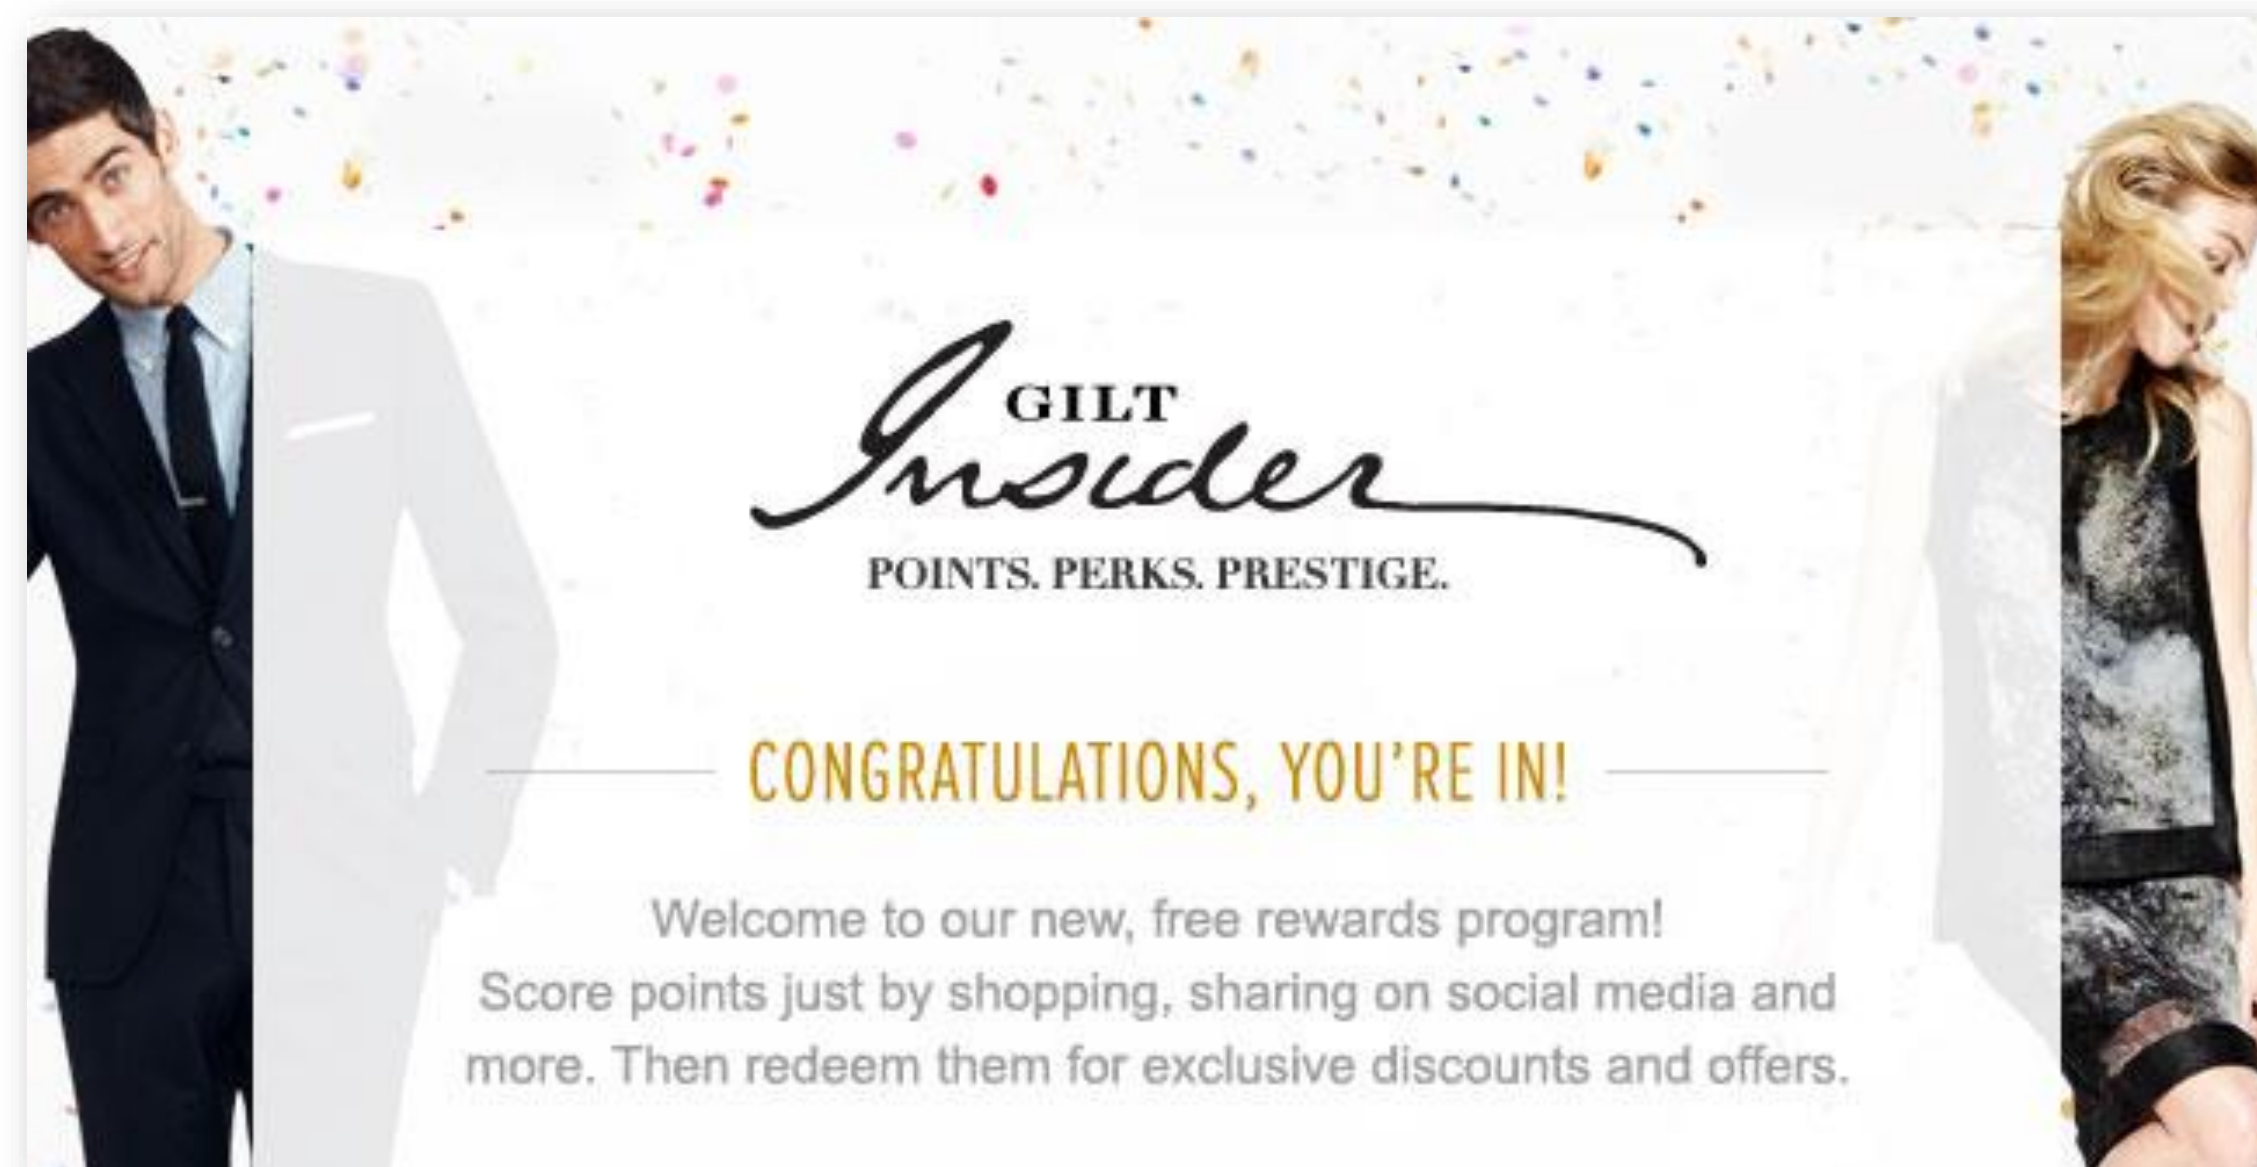 GILT
Insider
POINTS. PERKS. PRESTIGE.
CONGRATULATIONS, YOU'RE IN!
Welcome to our new, free rewards program!
Score points just by shopping, sharing on social media and
more. Then redeem them for exclusive discounts and offers.